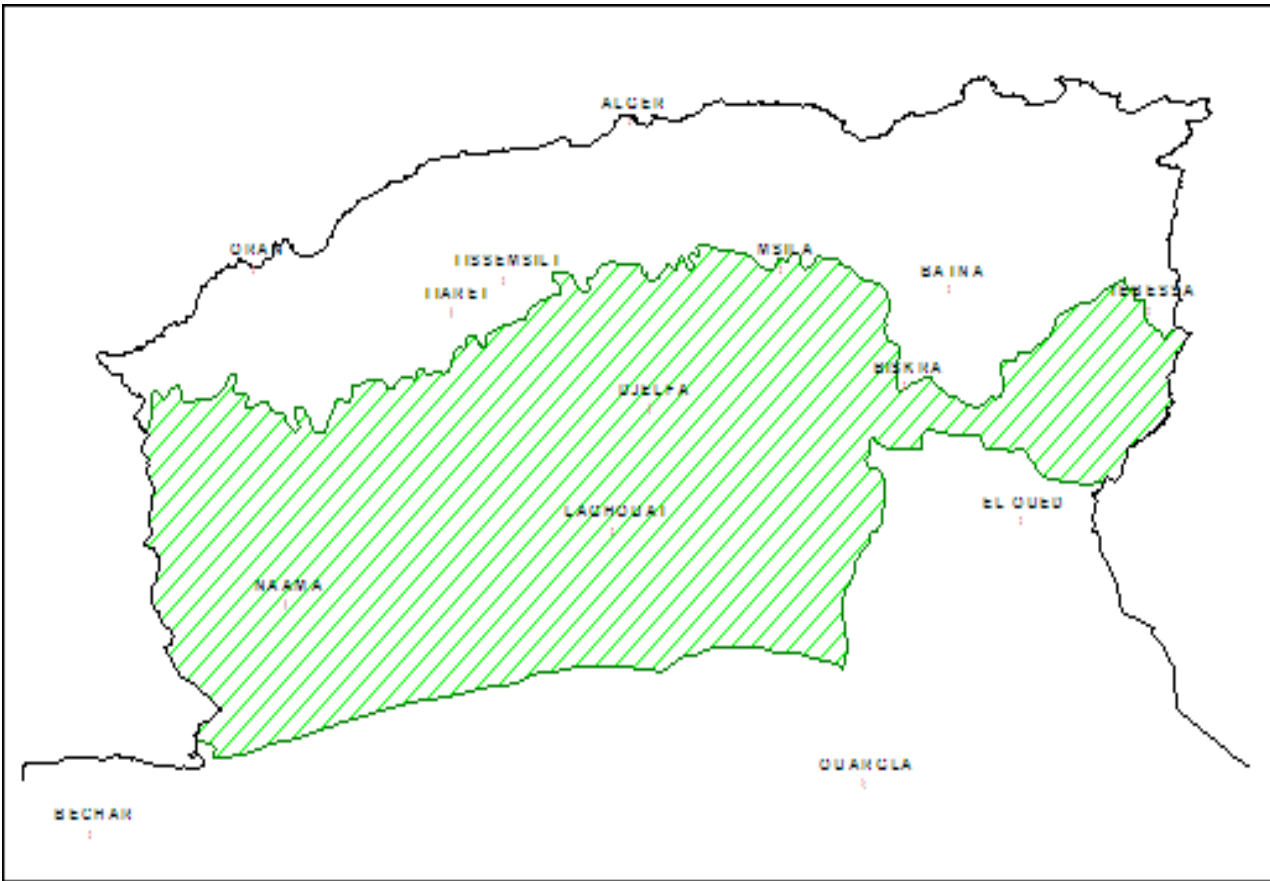 ALGER
ORAN
TISSEMSILT
MSILA
BATNA
TIARET
TEBESSA
BISKRA
DJELFA
EL OUED
LAGHOUAT
NAAMA
OUARGLA
BECHAR